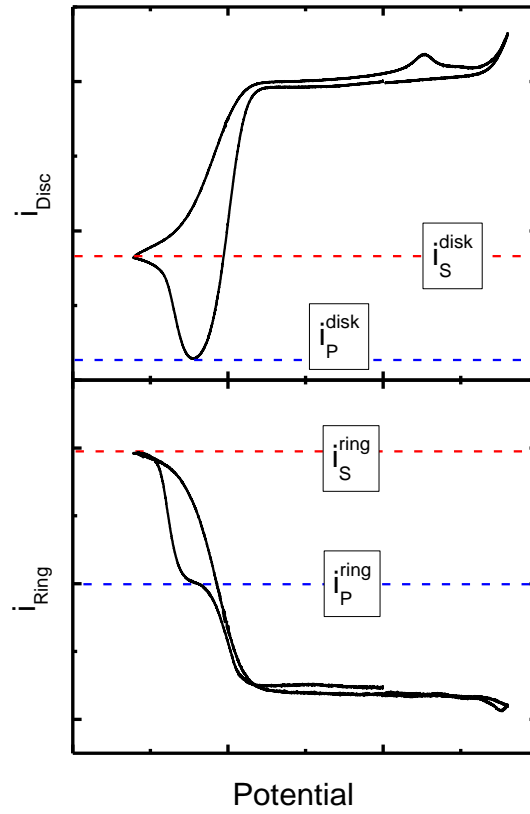 i_Disc
i_S^disk
i_P^disk
i_S^ring
i_P^ring
i_Ring
Potential